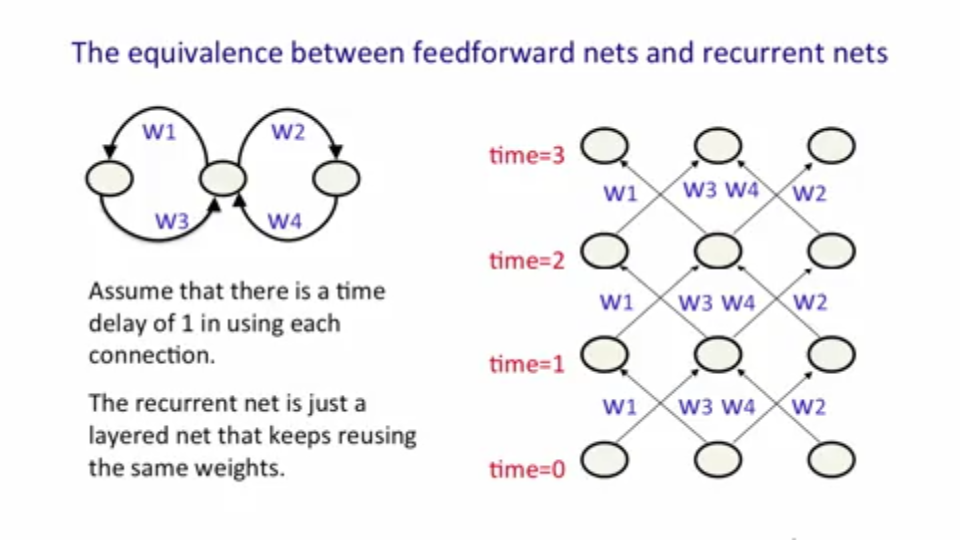 The equivalence between feedforward nets and recurrent nets
W1
W2
W3
W4
Assume that there is a time
delay of 1 in using each
connection.
The recurrent net is just a
layered net that keeps reusing
the same weights.
time=3
W1 W3 W4 W2
time=2
W1 W3 W4 W2
time=1
W1 W3 W4 W2
time=0